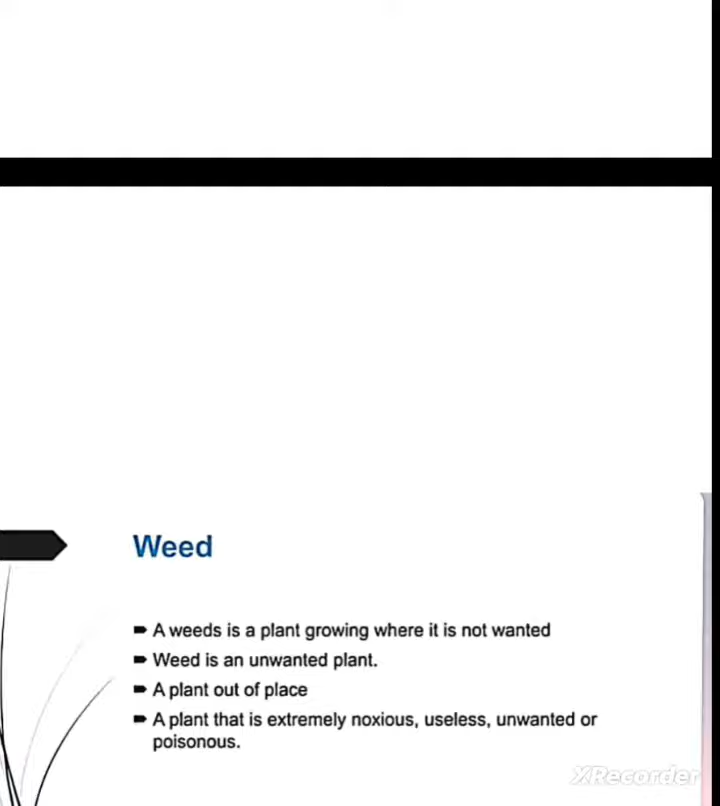 Weed
A weeds is a plant growing where it is not wanted
Weed is an unwanted plant.
A plant out of place
A plant that is extremely noxious, useless, unwanted or
poisonous.
XRecorder